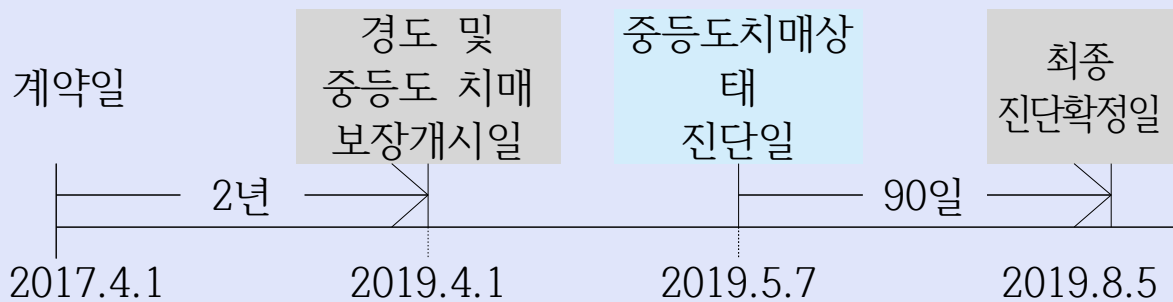 계약일
경도 및
중등도 치매
보장개시일
중등도치매상
태
진단일
최종
진단확정일
2년
90일
2017.4.1
2019.4.1
2019.5.7
2019.8.5